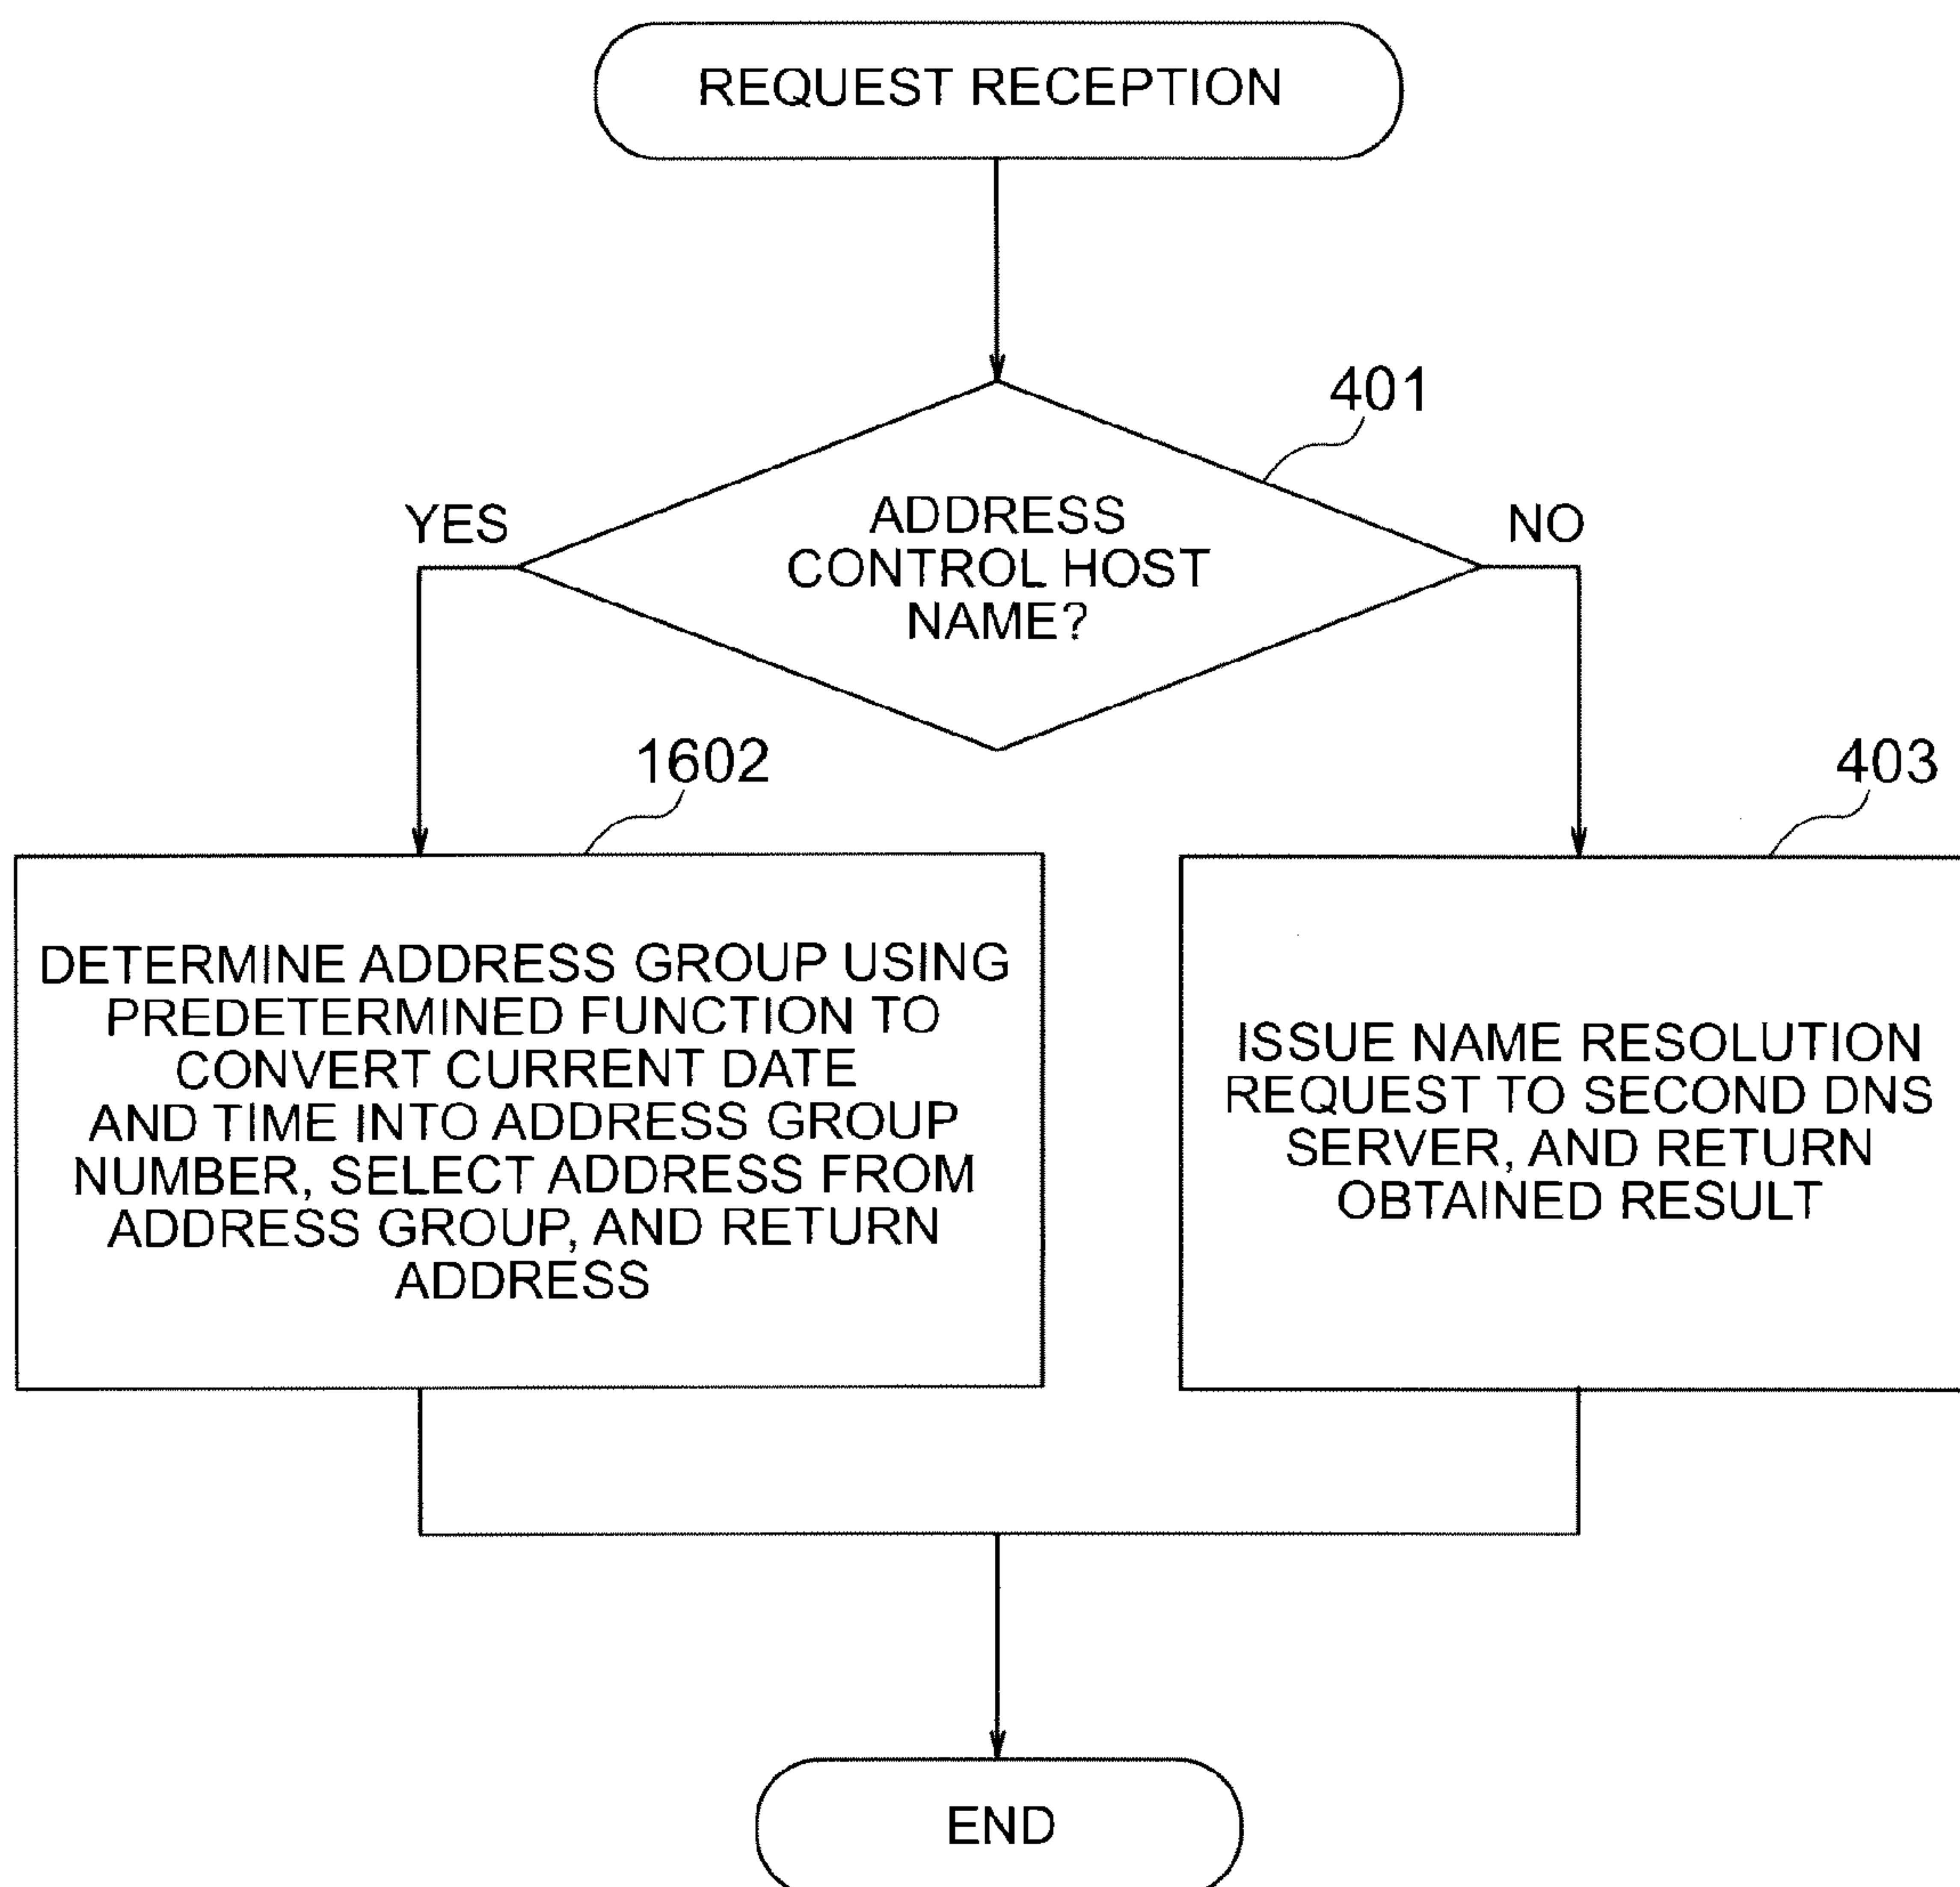 REQUEST RECEPTION
401
ADDRESS
CONTROL HOST
NAME?
YES
NO
1602
403
DETERMINE ADDRESS GROUP USING
PREDETERMINED FUNCTION TO
CONVERT CURRENT DATE
AND TIME INTO ADDRESS GROUP
NUMBER, SELECT ADDRESS FROM
ADDRESS GROUP, AND RETURN
ADDRESS
ISSUE NAME RESOLUTION
REQUEST TO SECOND DNS
SERVER, AND RETURN
OBTAINED RESULT
END